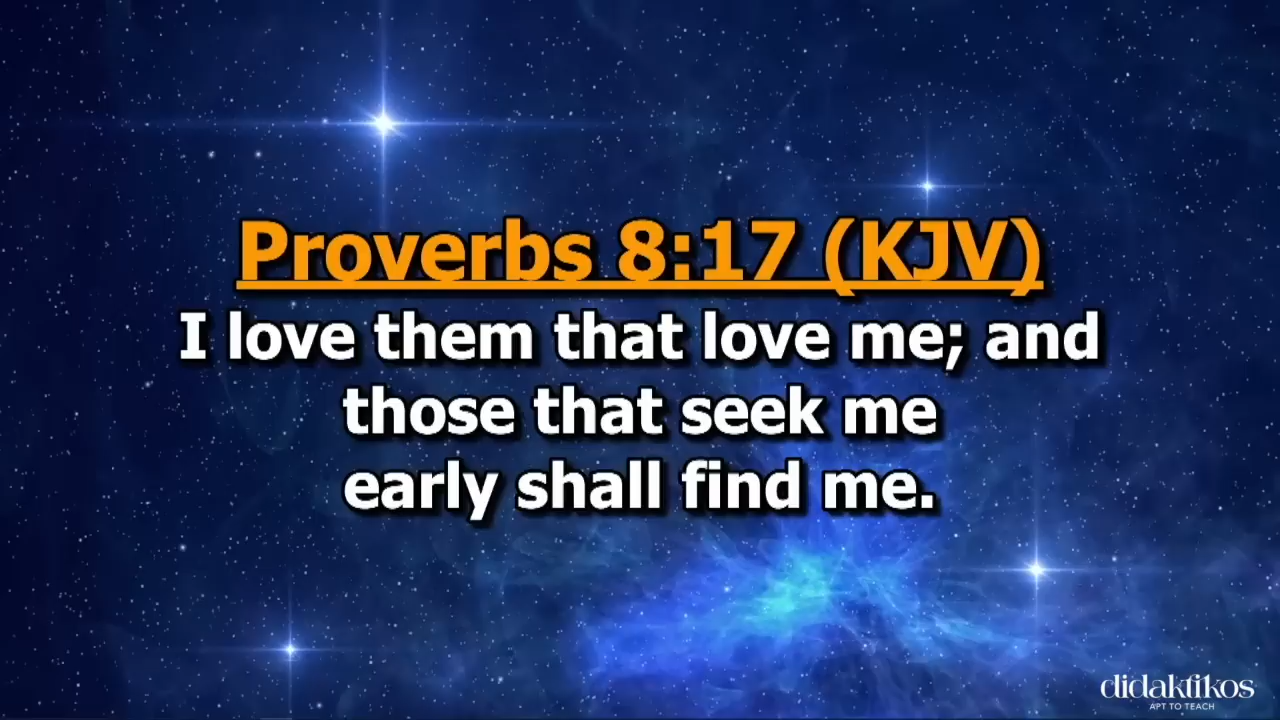 Proverbs 8:17 (KJV)
I love them that love me; and
those that seek me
early shall find me.
didaktikos
APT TO TEACH